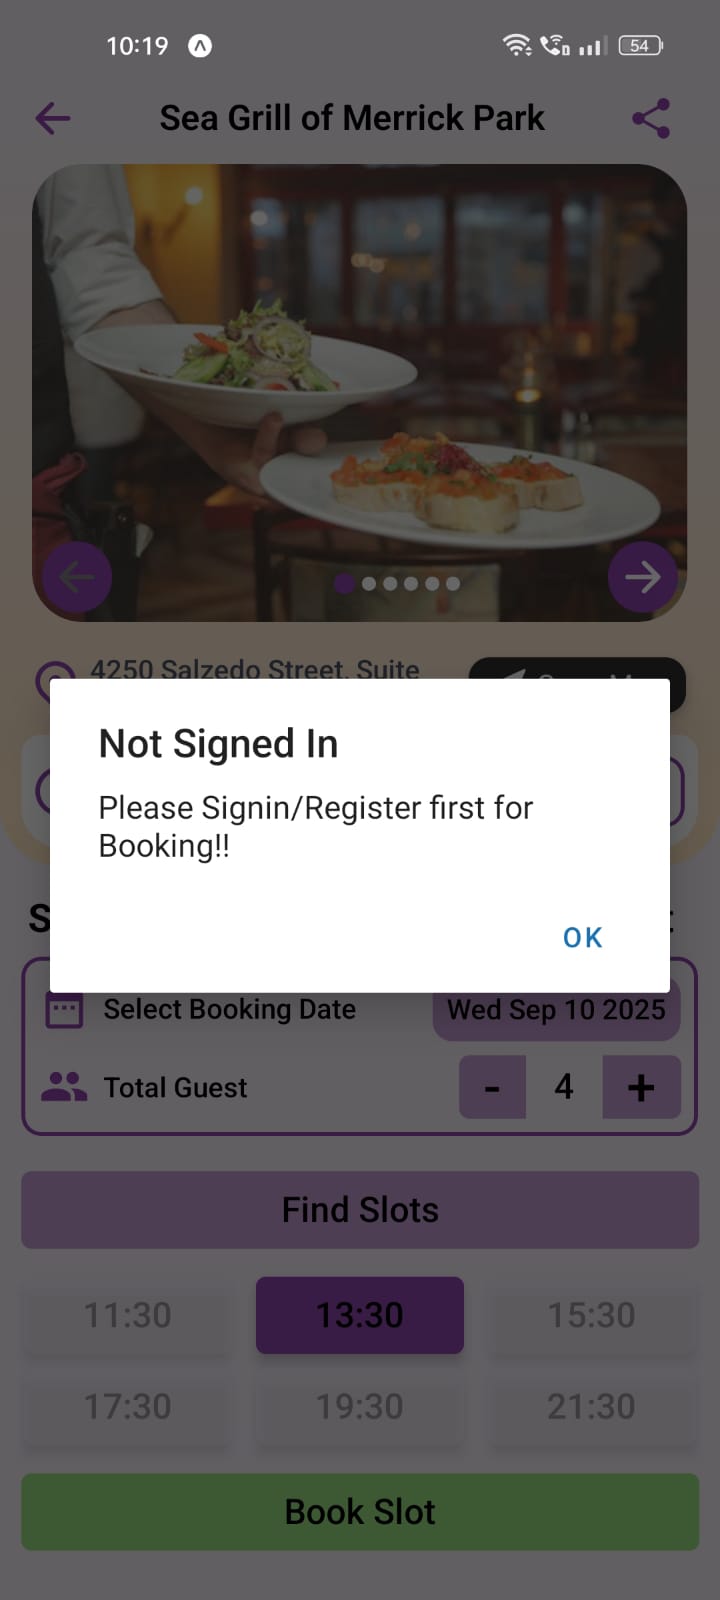 10:19
54
Sea Grill of Merrick Park
4250 Salzedo Street, Suite
Not Signed In
Please Signin/Register first for
Booking!!
OK
Select Booking Date
Wed Sep 10 2025
Total Guest
- 4 +
Find Slots
11:30 13:30 15:30
17:30 19:30 21:30
Book Slot